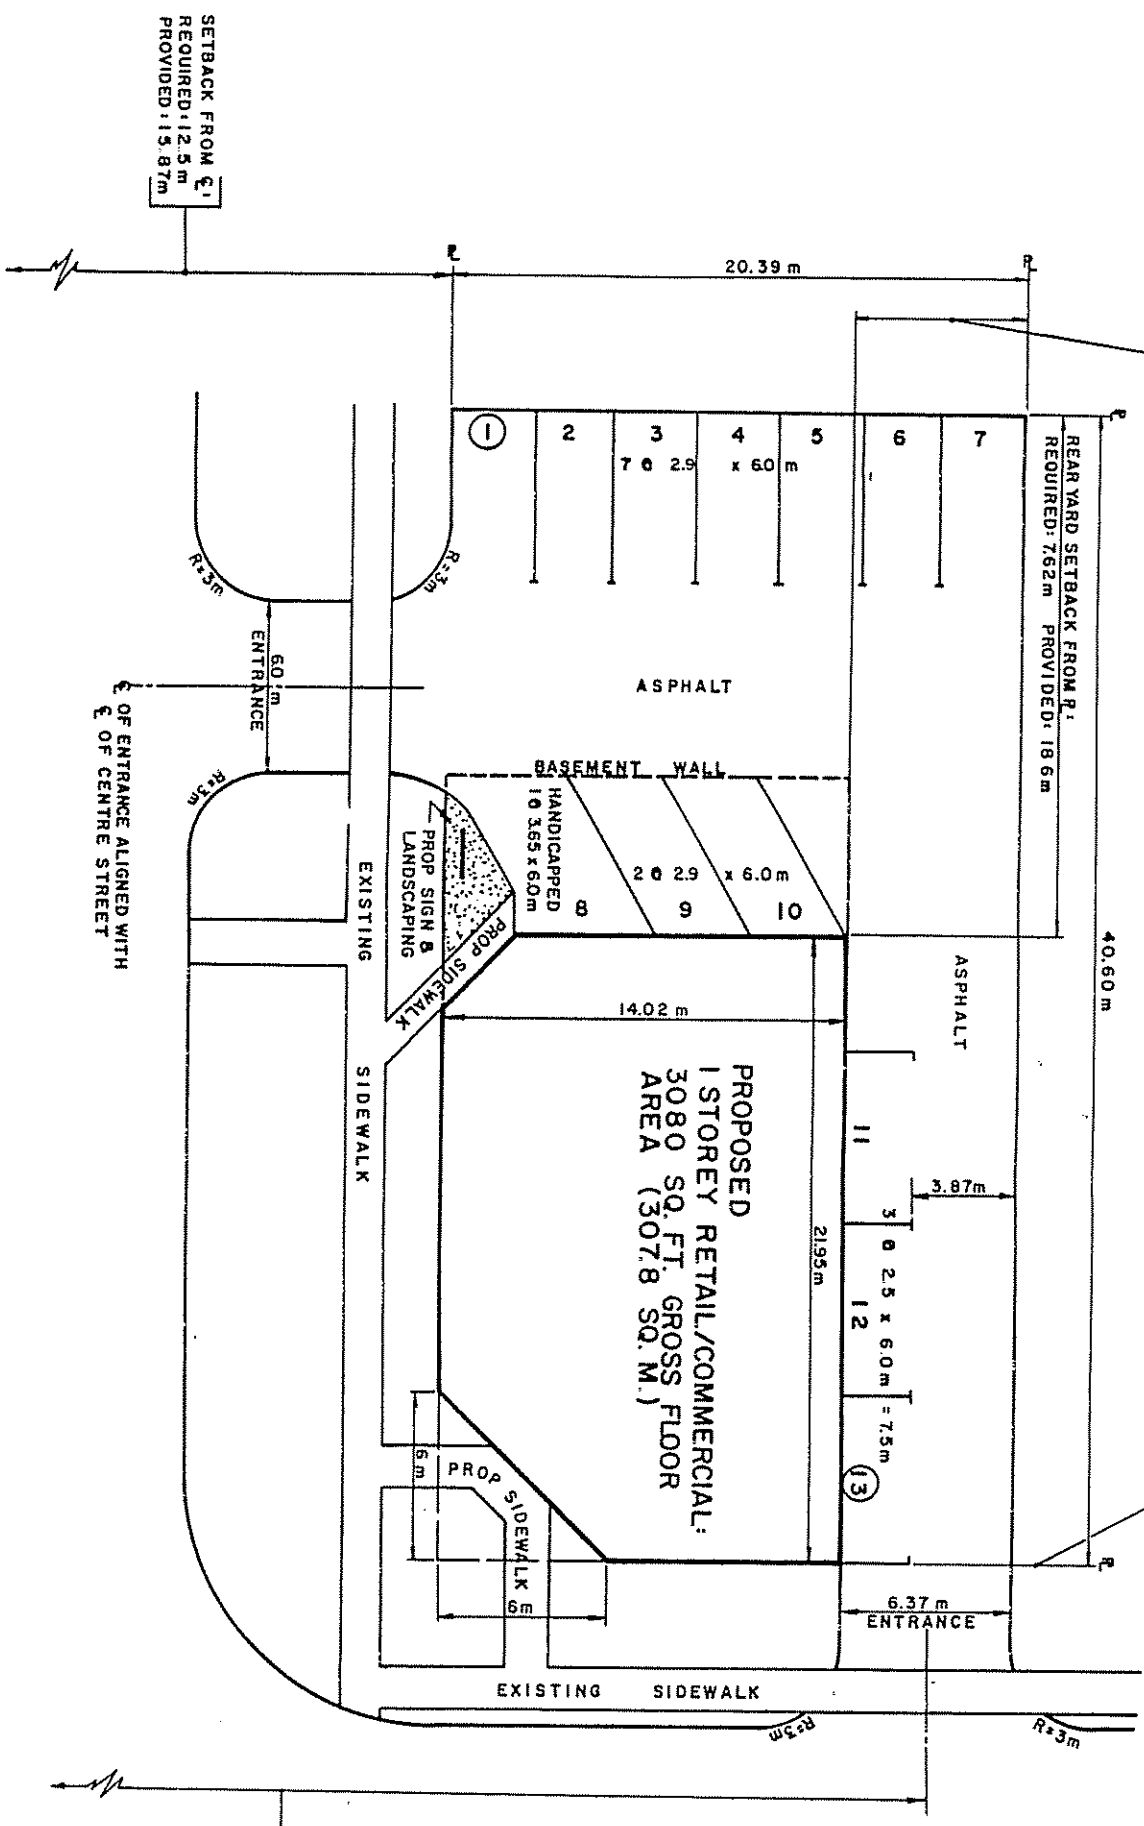 SETBACK FROM ℄:
REQUIRED: 12.5 m
PROVIDED: 15.87m
℄
20.39 m
℄
℄
REAR YARD SETBACK FROM ℄:
REQUIRED: 7.62m PROVIDED: 18.6m
40.60 m
1
2
3
4
5
6
7
7 @ 2.9 x 6.0 m
R=3m
R=3m
6.0 m
ENTRANCE
ASPHALT
℄ OF ENTRANCE ALIGNED WITH
℄ OF CENTRE STREET
R=3m
BASEMENT WALL
HANDICAPPED
1 @ 3.65 x 6.0m
2 @ 2.9 x 6.0m
8
9
10
PROP SIGN &
LANDSCAPING
PROP SIDEWALK
EXISTING
SIDEWALK
ASPHALT
14.02 m
21.95m
PROPOSED
1 STOREY RETAIL/COMMERCIAL:
3080 SQ. FT. GROSS FLOOR
AREA (307.8 SQ. M.)
11
12
13
3.87m
3 @ 2.5 x 6.0m = 7.5m
6m
PROP SIDEWALK
6m
℄
6.37 m
ENTRANCE
EXISTING SIDEWALK
R=3m
R=3m